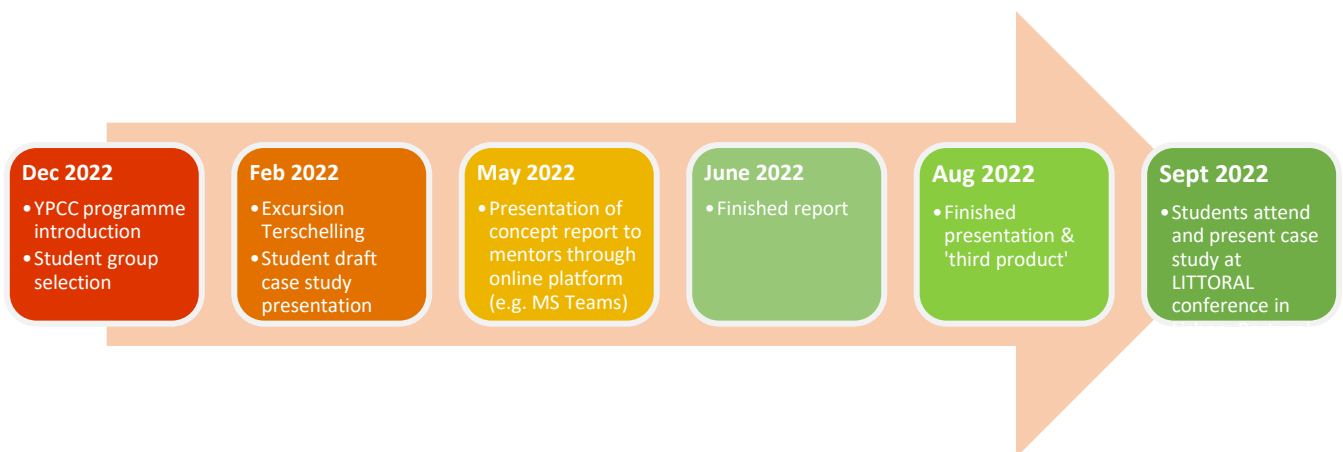 Dec 2022
•YPCC programme
introduction
•Student group
selection
Feb 2022
•Excursion
Terschelling
•Student draft
case study
presentation
May 2022
•Presentation of
concept report to
mentors through
online platform
(e.g. MS Teams)
June 2022
•Finished report
Aug 2022
•Finished
presentation &
'third product'
Sept 2022
•Students attend
and present case
study at
LITTORAL
conference in